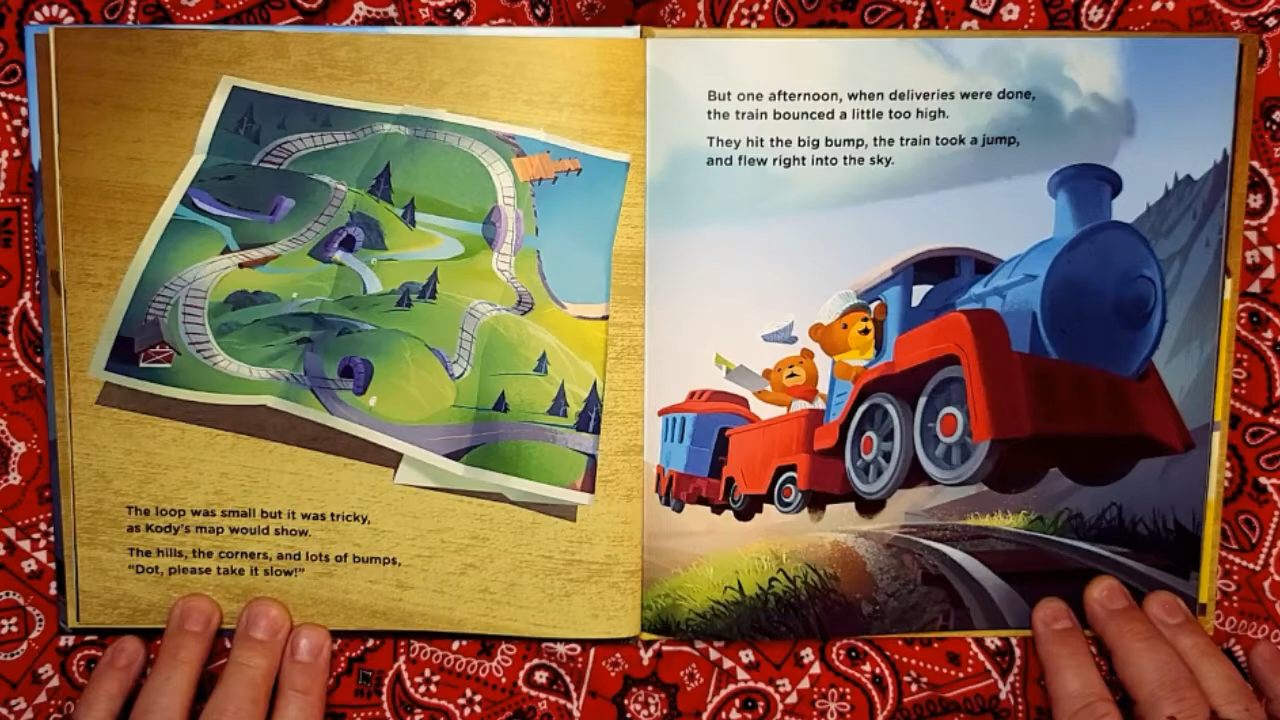 The loop was small but it was tricky,
as Kody's map would show.
The hills, the corners, and lots of bumps,
“Dot, please take it slow!”
But one afternoon, when deliveries were done,
the train bounced a little too high.
They hit the big bump, the train took a jump,
and flew right into the sky.